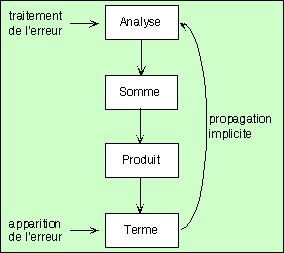 traitement
de l'erreur
Analyse
Somme
propagation
implicite
Produit
apparition
de l'erreur
Terme